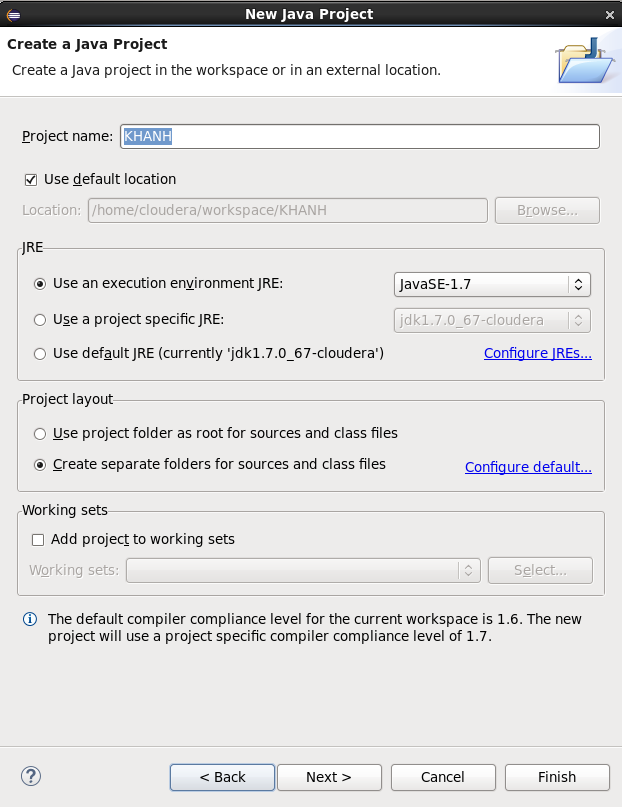 New Java Project
Create a Java Project
Create a Java project in the workspace or in an external location.
Project name: KHANH
Use default location
Location: /home/cloudera/workspace/KHANH Browse...
JRE
Use an execution environment JRE: JavaSE-1.7
Use a project specific JRE: jdk1.7.0_67-cloudera
Use default JRE (currently 'jdk1.7.0_67-cloudera') Configure JREs...
Project layout
Use project folder as root for sources and class files
Create separate folders for sources and class files Configure default...
Working sets
Add project to working sets
Working sets: Select...
The default compiler compliance level for the current workspace is 1.6. The new
project will use a project specific compiler compliance level of 1.7.
? < Back Next > Cancel Finish